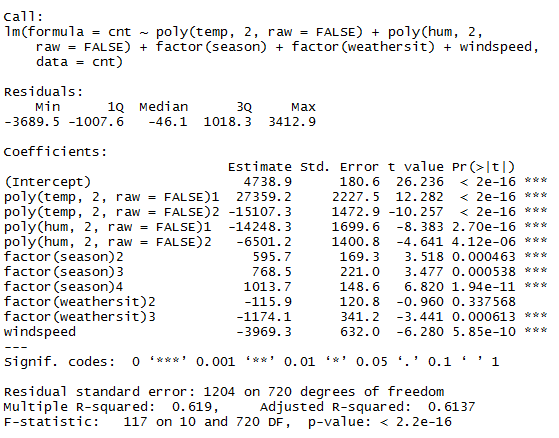 Call:
lm(formula = cnt ~ poly(temp, 2, raw = FALSE) + poly(hum, 2,
    raw = FALSE) + factor(season) + factor(weathersit) + windspeed,
    data = cnt)

Residuals:
    Min      1Q  Median      3Q     Max
-3689.5 -1007.6   -46.1  1018.3  3412.9

Coefficients:
                             Estimate Std. Error t value Pr(>|t|)
(Intercept)                    4738.9      180.6  26.236  < 2e-16 ***
poly(temp, 2, raw = FALSE)1  27359.2     2227.5  12.282  < 2e-16 ***
poly(temp, 2, raw = FALSE)2 -15107.3     1472.9 -10.257  < 2e-16 ***
poly(hum, 2, raw = FALSE)1  -14248.3     1699.6  -8.383 2.70e-16 ***
poly(hum, 2, raw = FALSE)2   -6501.2     1400.8  -4.641 4.12e-06 ***
factor(season)2                595.7      169.3   3.518 0.000463 ***
factor(season)3                768.5      221.0   3.477 0.000538 ***
factor(season)4               1013.7      148.6   6.820 1.94e-11 ***
factor(weathersit)2           -115.9      120.8  -0.960 0.337568
factor(weathersit)3          -1174.1      341.2  -3.441 0.000613 ***
windspeed                    -3969.3      632.0  -6.280 5.85e-10 ***
---
Signif. codes:  0 ‘***’ 0.001 ‘**’ 0.01 ‘*’ 0.05 ‘.’ 0.1 ‘ ’ 1

Residual standard error: 1204 on 720 degrees of freedom
Multiple R-squared:  0.619,     Adjusted R-squared:  0.6137
F-statistic:   117 on 10 and 720 DF,  p-value: < 2.2e-16